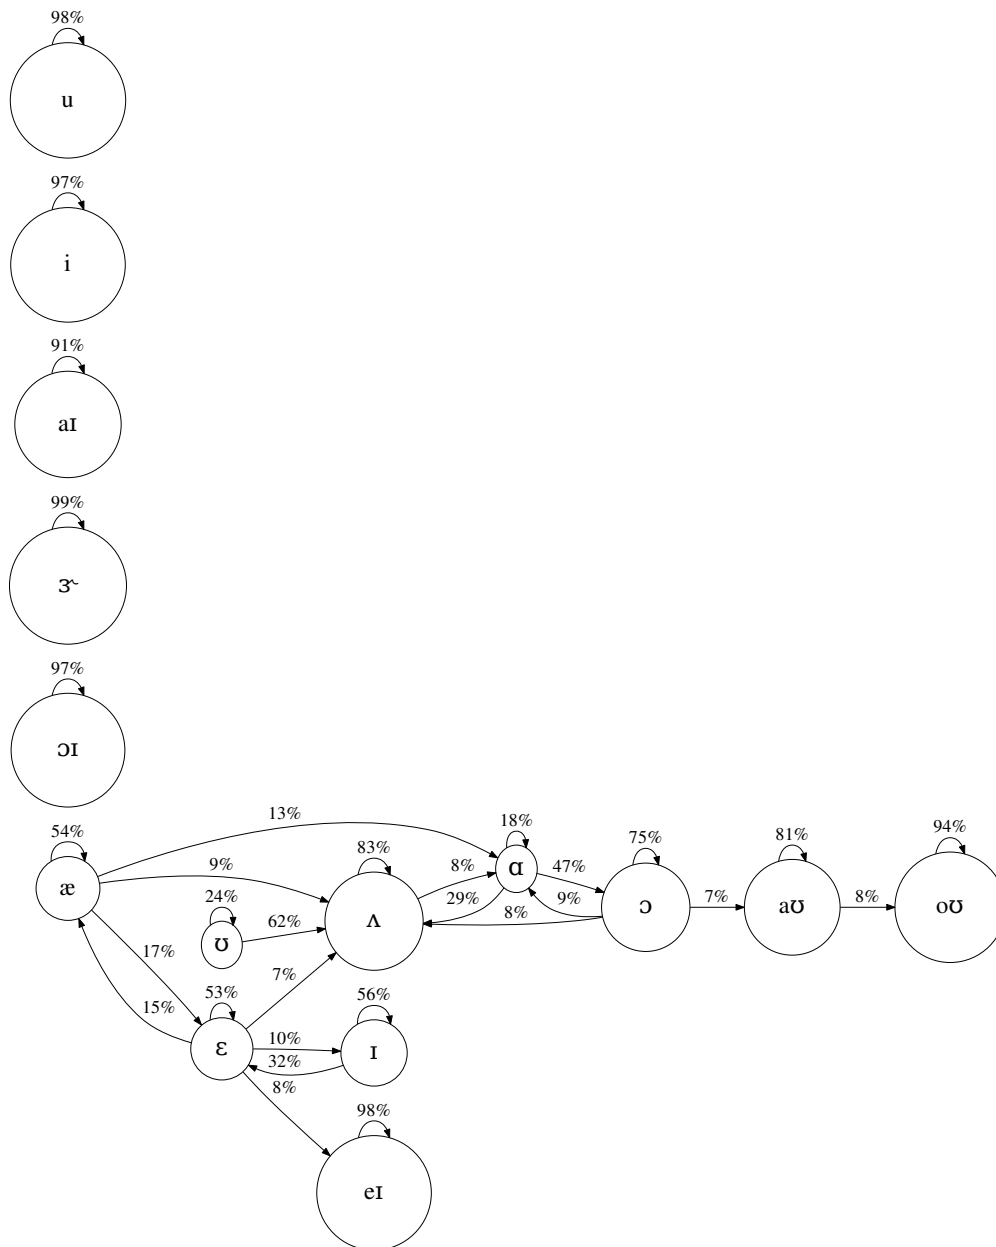 98%
u
97%
i
91%
aɪ
99%
ɝ
97%
ɔɪ
13%
54%
æ
9%
83%
ʌ
24%
ʊ
62%
8%
29%
18%
ɑ
47%
9%
8%
75%
ɔ
7%
81%
aʊ
8%
94%
oʊ
17%
15%
7%
53%
ɛ
10%
32%
56%
ɪ
8%
98%
eɪ